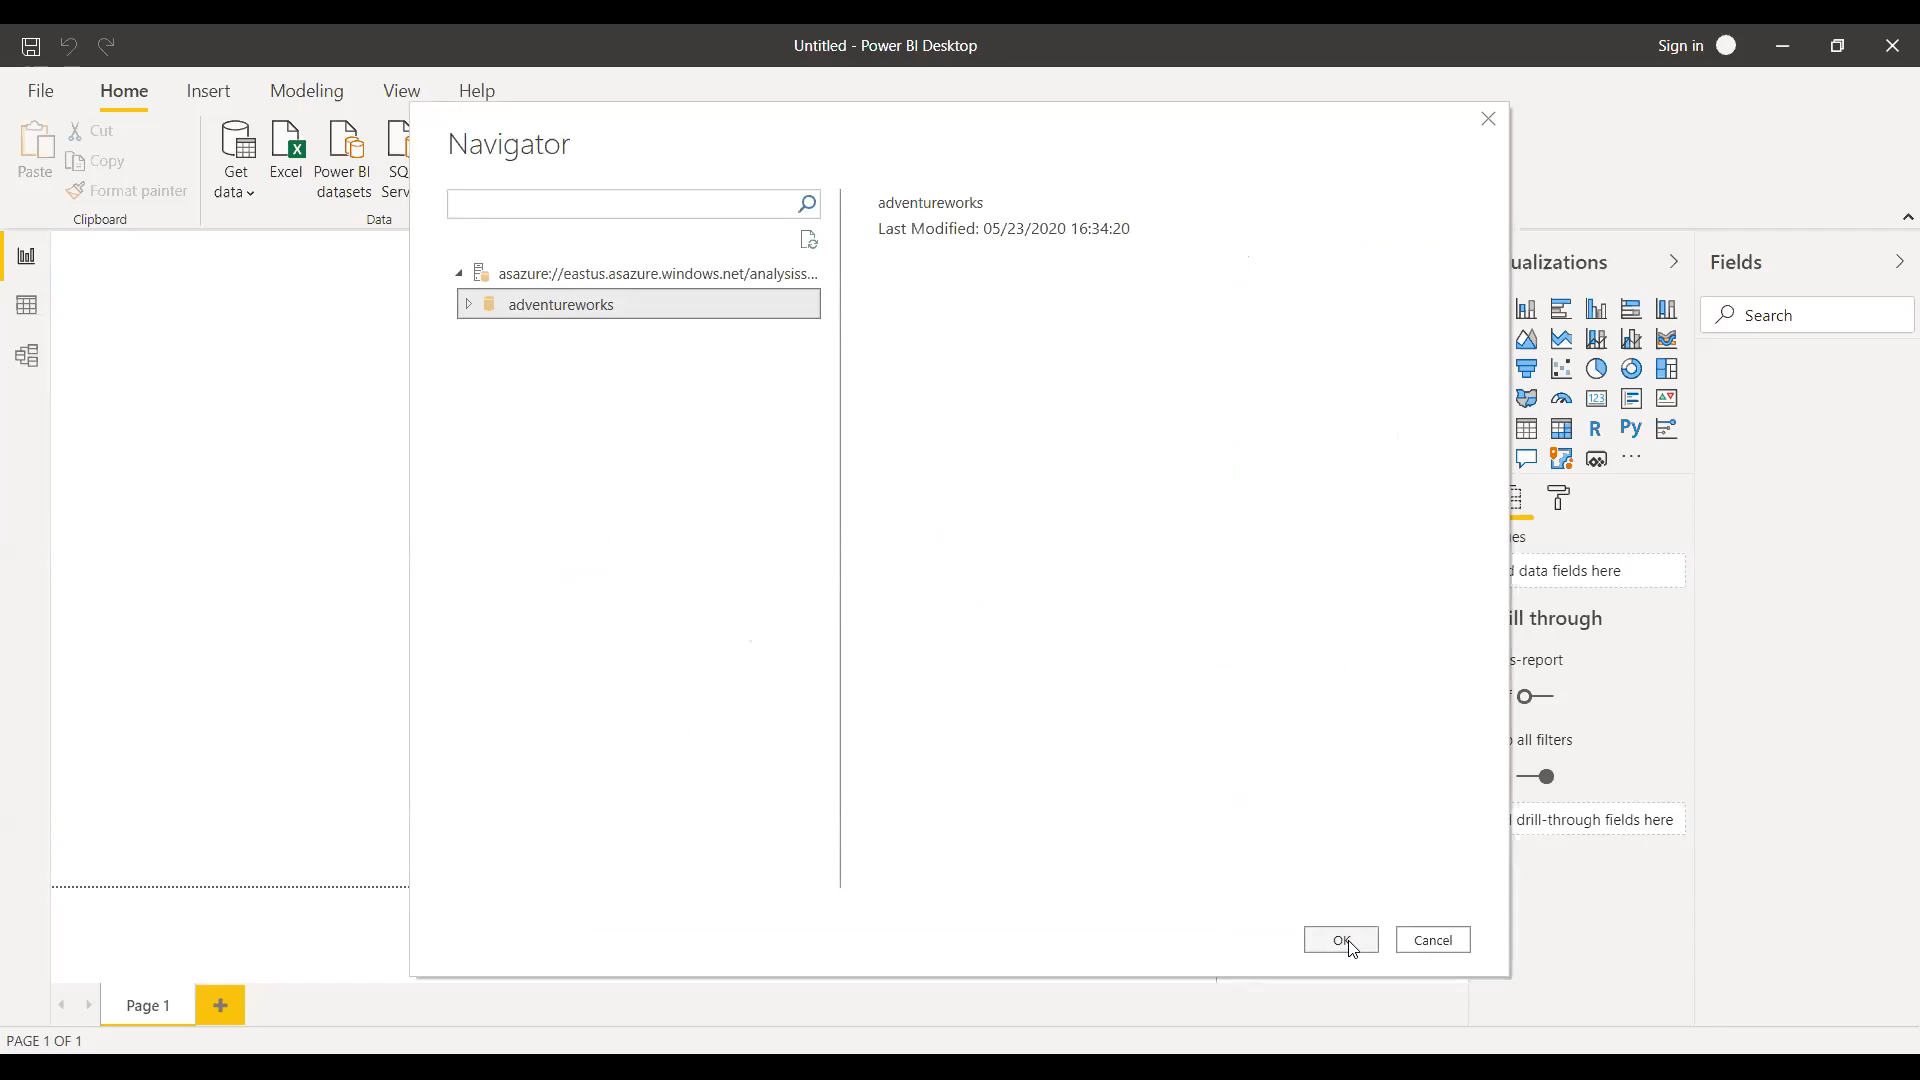 Untitled - Power BI Desktop
Sign in
File Home Insert Modeling View Help
Paste
Cut
Copy
Format painter
Clipboard
Get data
Excel
Power BI datasets
SQ
Serv
Data
Navigator
asazure://eastus.asazure.windows.net/analysiss...
adventureworks
adventureworks
Last Modified: 05/23/2020 16:34:20
OK
Cancel
ualizations
123
R
Py
...
es
d data fields here
ill through
s-report
all filters
drill-through fields here
Fields
Search
Page 1
PAGE 1 OF 1